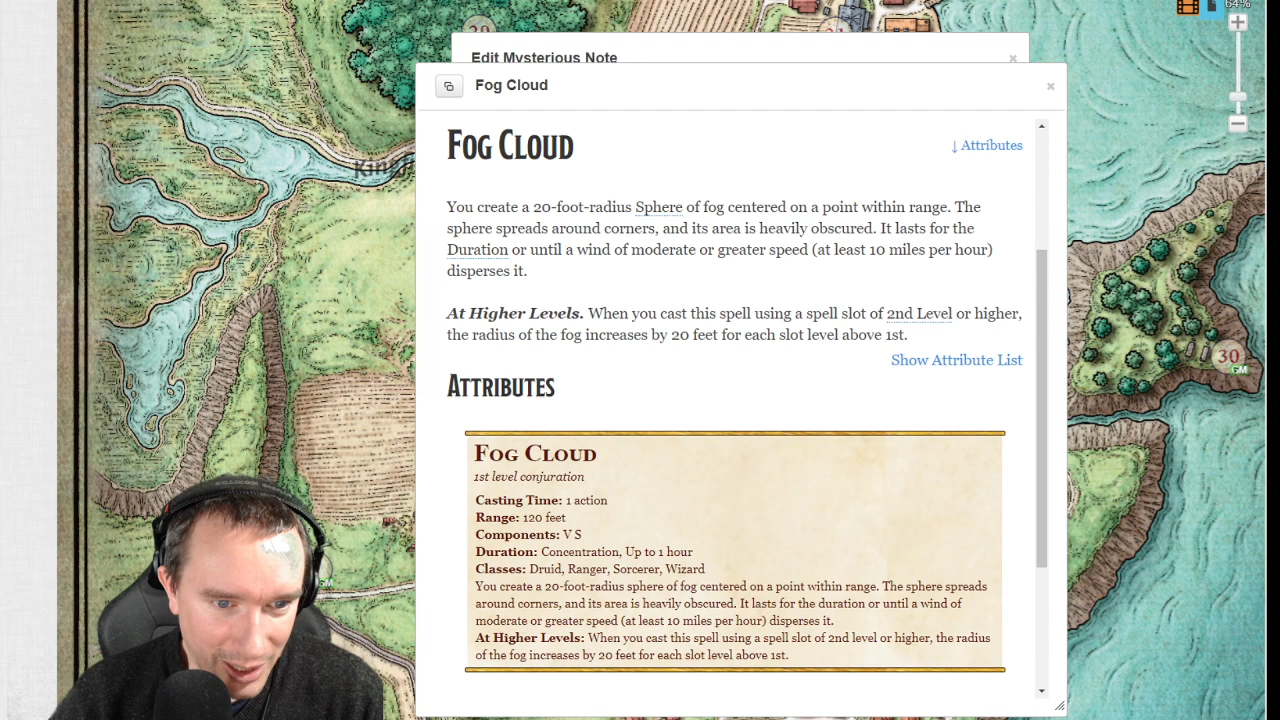 64%
29
Edit Mysterious Note
×
Fog Cloud
×
Fog Cloud
↓ Attributes
You create a 20-foot-radius Sphere of fog centered on a point within range. The
sphere spreads around corners, and its area is heavily obscured. It lasts for the
Duration or until a wind of moderate or greater speed (at least 10 miles per hour)
disperses it.
At Higher Levels. When you cast this spell using a spell slot of 2nd Level or higher,
the radius of the fog increases by 20 feet for each slot level above 1st.
Show Attribute List
Attributes
Fog Cloud
1st level conjuration
Casting Time: 1 action
Range: 120 feet
Components: V S
Duration: Concentration, Up to 1 hour
Classes: Druid, Ranger, Sorcerer, Wizard
You create a 20-foot-radius sphere of fog centered on a point within range. The sphere spreads
around corners, and its area is heavily obscured. It lasts for the duration or until a wind of
moderate or greater speed (at least 10 miles per hour) disperses it.
At Higher Levels: When you cast this spell using a spell slot of 2nd level or higher, the radius
of the fog increases by 20 feet for each slot level above 1st.
30
GM
GM